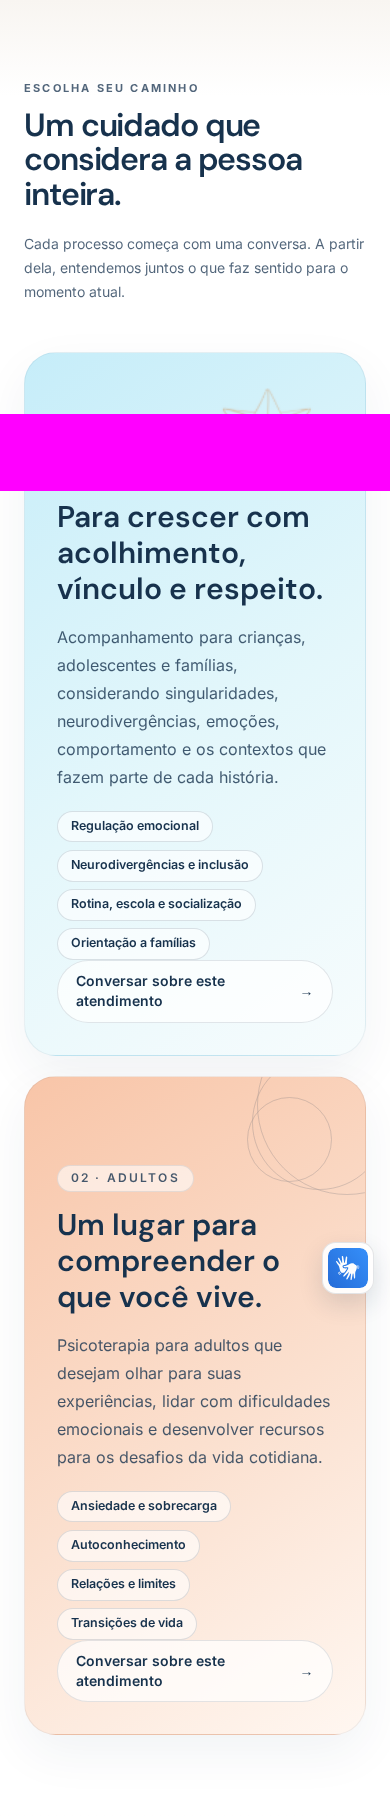 ESCOLHA SEU CAMINHO
Um cuidado que
considera a pessoa
inteira.
Cada processo começa com uma conversa. A partir
dela, entendemos juntos o que faz sentido para o
momento atual.
Para crescer com
acolhimento,
vínculo e respeito.
Acompanhamento para crianças,
adolescentes e famílias,
considerando singularidades,
neurodivergências, emoções,
comportamento e os contextos que
fazem parte de cada história.
Regulação emocional
Neurodivergências e inclusão
Rotina, escola e socialização
Orientação a famílias
Conversar sobre este
atendimento →
02 · ADULTOS
Um lugar para
compreender o
que você vive.
Psicoterapia para adultos que
desejam olhar para suas
experiências, lidar com dificuldades
emocionais e desenvolver recursos
para os desafios da vida cotidiana.
Ansiedade e sobrecarga
Autoconhecimento
Relações e limites
Transições de vida
Conversar sobre este
atendimento →